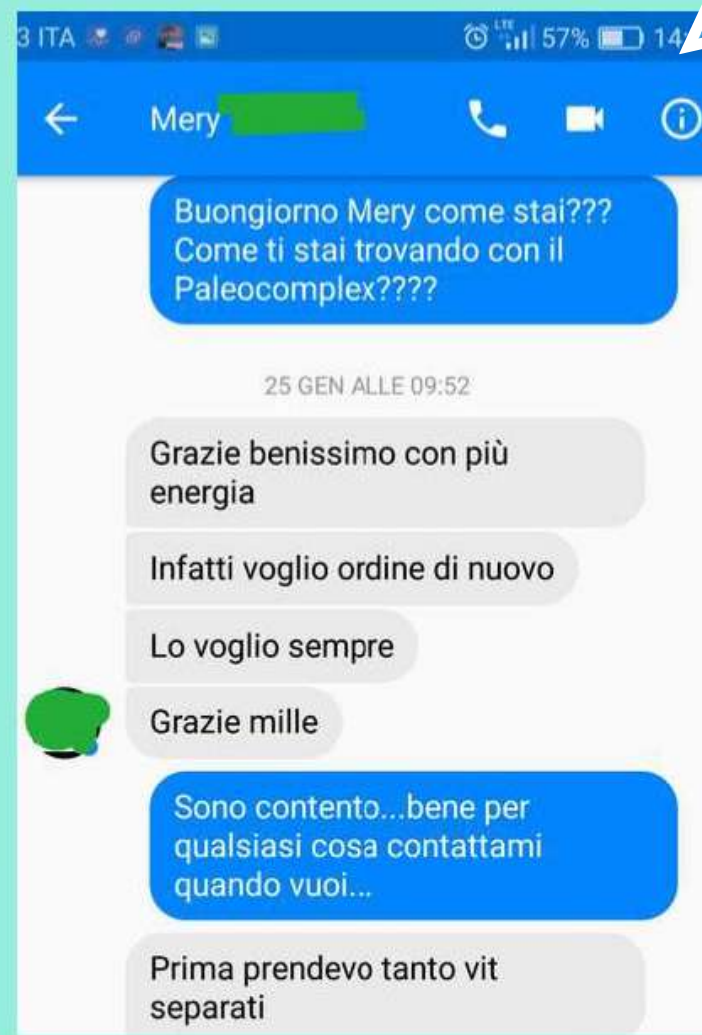 3 ITA 57% 14
Mery
Buongiorno Mery come stai???
Come ti stai trovando con il
Paleocomplex????
25 GEN ALLE 09:52
Grazie benissimo con più
energia
Infatti voglio ordine di nuovo
Lo voglio sempre
Grazie mille
Sono contento...bene per
qualsiasi cosa contattami
quando vuoi...
Prima prendevo tanto vit
separati